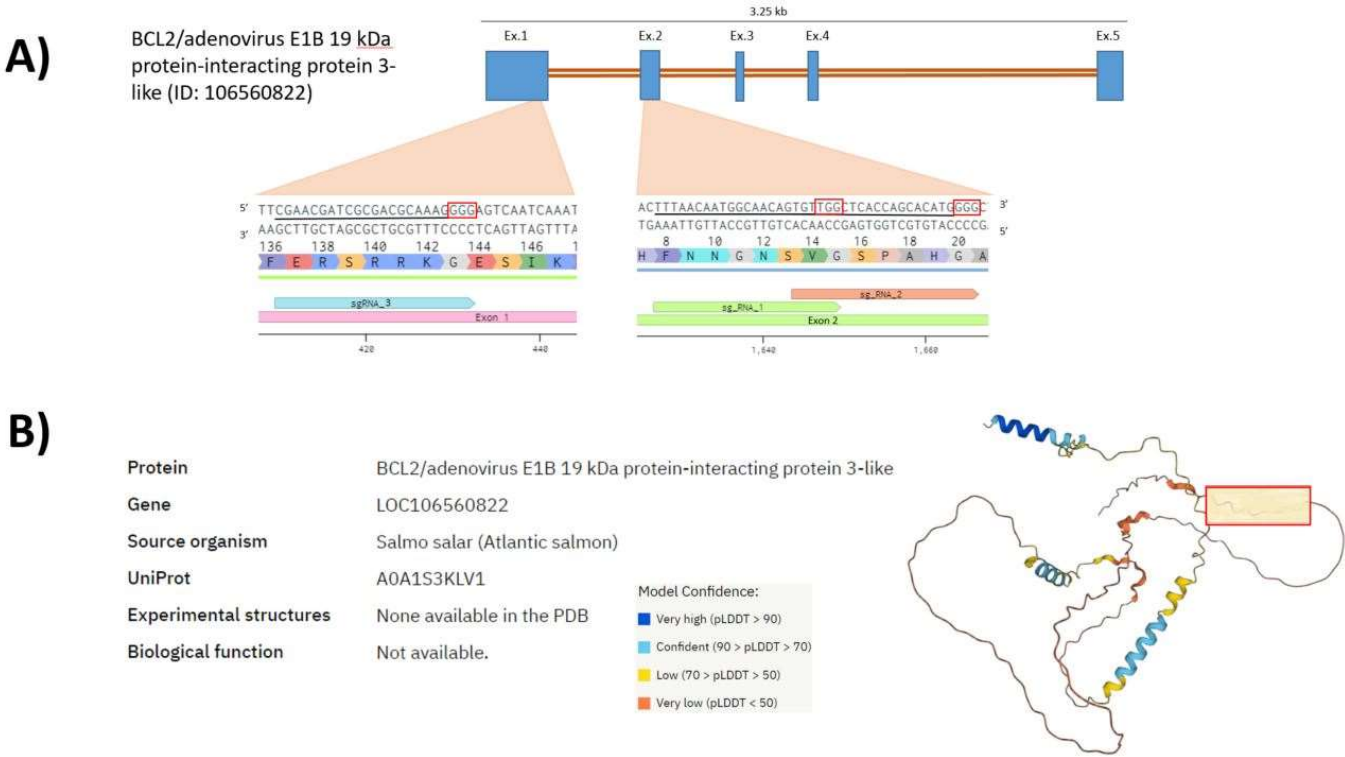 A)
BCL2/adenovirus E1B 19 kDa
protein-interacting protein 3-
like (ID: 106560822)
3.25 kb
Ex.1 Ex.2 Ex.3 Ex.4 Ex.5
5’ TTCGAACGATCGCGACGCAAAGGGGAGTCAATCAAAT
3’ AAGCTTGCTAGCGCTGCGTTTCCCCTCAGTTAGTTTA
136 138 140 142 144 146 1
F E R S R R K G E S I K
sgRNA_3
Exon 1
420 440
ACTTTAACAATGGCAACAGTGTTGGCTCACCAGCACATGGGGC 3’
TGAAATTGTTACCGTTGTCACAACCGAGTGGTCGTGTACCCCG 5’
8 10 12 14 16 18 20
H F N N G N S V G S P A H G A
sg_RNA_2
sg_RNA_1
Exon 2
1,640 1,660
B)
Protein BCL2/adenovirus E1B 19 kDa protein-interacting protein 3-like
Gene LOC106560822
Source organism Salmo salar (Atlantic salmon)
UniProt A0A1S3KLV1
Experimental structures None available in the PDB
Biological function Not available.
Model Confidence:
Very high (pLDDT > 90)
Confident (90 > pLDDT > 70)
Low (70 > pLDDT > 50)
Very low (pLDDT < 50)